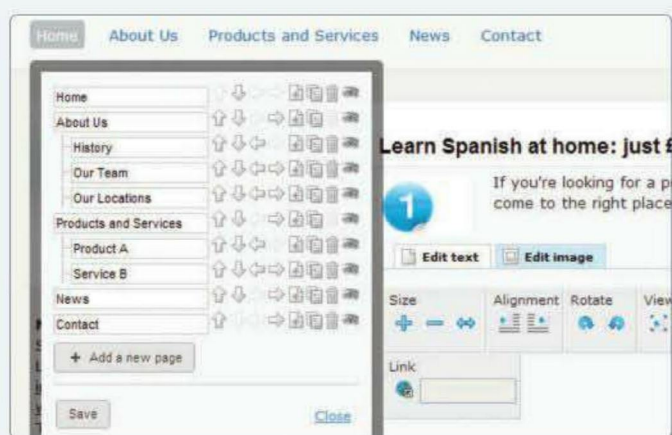 Home About Us Products and Services News Contact
Home
About Us
History
Our Team
Our Locations
Products and Services
Product A
Service B
News
Contact
+ Add a new page
Save Close
Learn Spanish at home: just £
1
If you're looking for a p
come to the right place
Edit text Edit image
Size Alignment Rotate View
Link